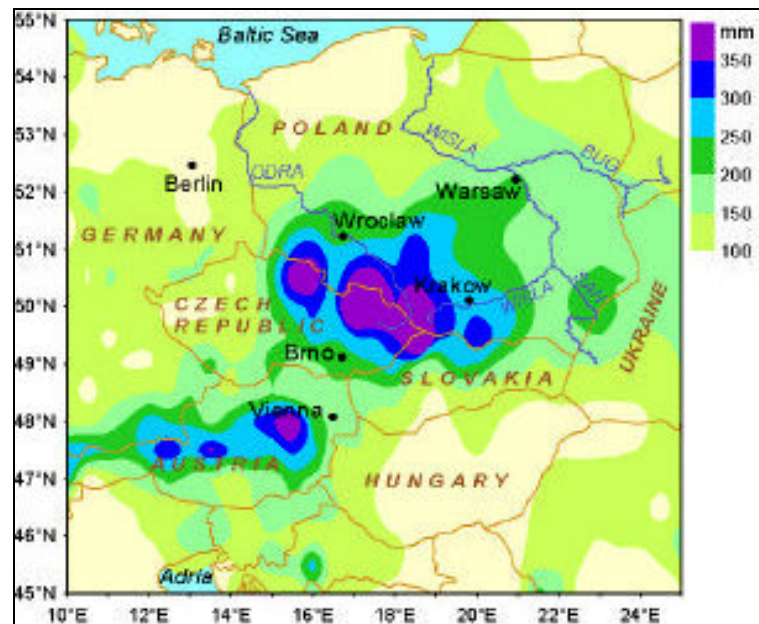 55°N
Baltic Sea
mm
54°N
350
300
53°N
POLAND
WISLA
250
BUG
ODRA
200
52°N
Berlin
Warsaw
150
Wroclaw
GERMANY
100
51°N
Krakow
50°N
CZECH
WISLA
SAN
REPUBLIC
UKRAINE
Brno
49°N
SLOVAKIA
Vienna
48°N
AUSTRIA
HUNGARY
47°N
46°N
Adria
45°N
10°E 12°E 14°E 16°E 18°E 20°E 22°E 24°E